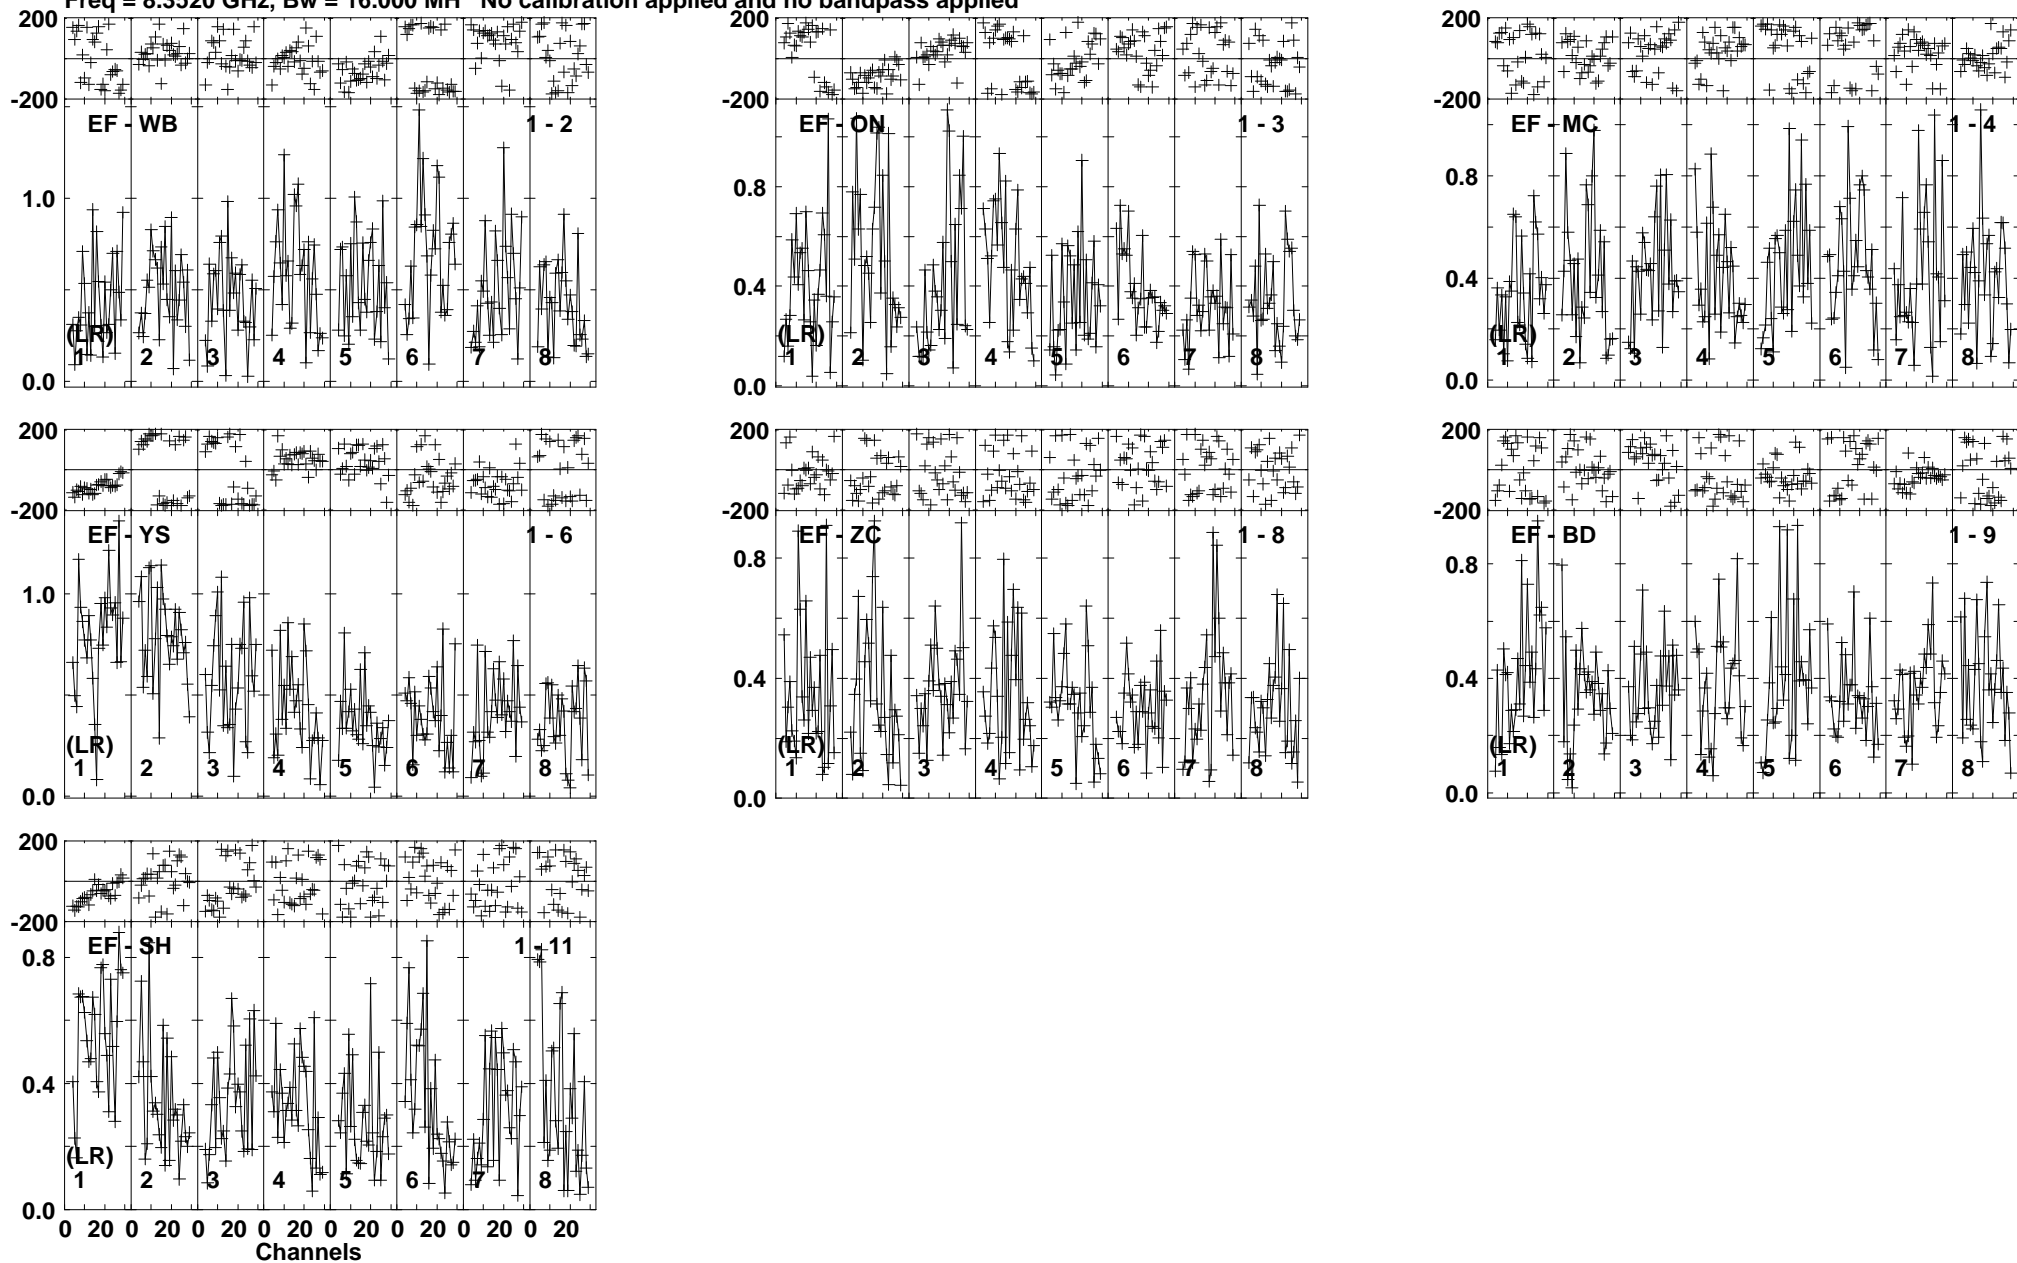 Freq = 8.3520 GHz, Bw = 16.000 MH No calibration applied and no bandpass applied
200
-200
EF - WB 1 - 2
1.0
(LR)
1 2 3 4 5 6 7 8
0.0
200
-200
EF - ON 1 - 3
0.8
0.4
(LR)
1 2 3 4 5 6 7 8
0.0
200
-200
EF - MC 1 - 4
0.8
0.4
(LR)
1 2 3 4 5 6 7 8
0.0
200
-200
EF - YS 1 - 6
1.0
(LR)
1 2 3 4 5 6 7 8
0.0
200
-200
EF - ZC 1 - 8
0.8
0.4
(LR)
1 2 3 4 5 6 7 8
0.0
200
-200
EF - BD 1 - 9
0.8
0.4
(LR)
1 2 3 4 5 6 7 8
0.0
200
-200
EF - SH 1 - 11
0.8
0.4
(LR)
1 2 3 4 5 6 7 8
0.0
0 20 0 20 0 20 0 20 0 20 0 20 0 20 0 20
Channels